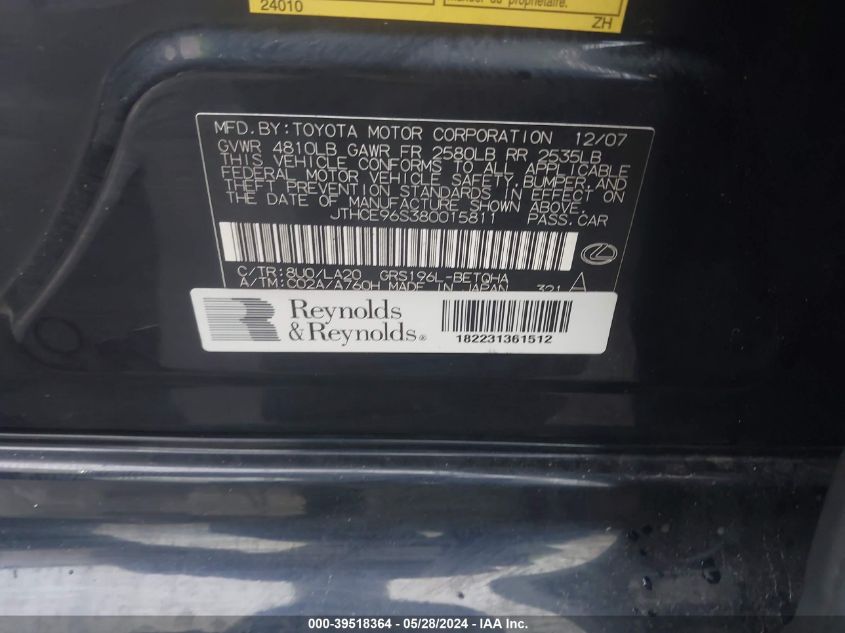 24010
manuel du propriétaire.
ZH
MFD.BY:TOYOTA MOTOR CORPORATION 12/07
GVWR 4810LB GAWR FR 2580LB RR 2535LB
THIS VEHICLE CONFORMS TO ALL APPLICABLE
FEDERAL MOTOR VEHICLE SAFETY,BUMPER,AND
THEFT PREVENTION STANDARDS IN EFFECT ON
THE DATE OF MANUFACTURE SHOWN ABOVE.
JTHCE96S380015811 PASS.CAR
C/TR:8U0/LA20 GRS196L-BETQHA
A/TM:C02A/A760H MADE IN JAPAN 321 A
Reynolds
&Reynolds®
182231361512
000-39518364 - 05/28/2024 - IAA Inc.